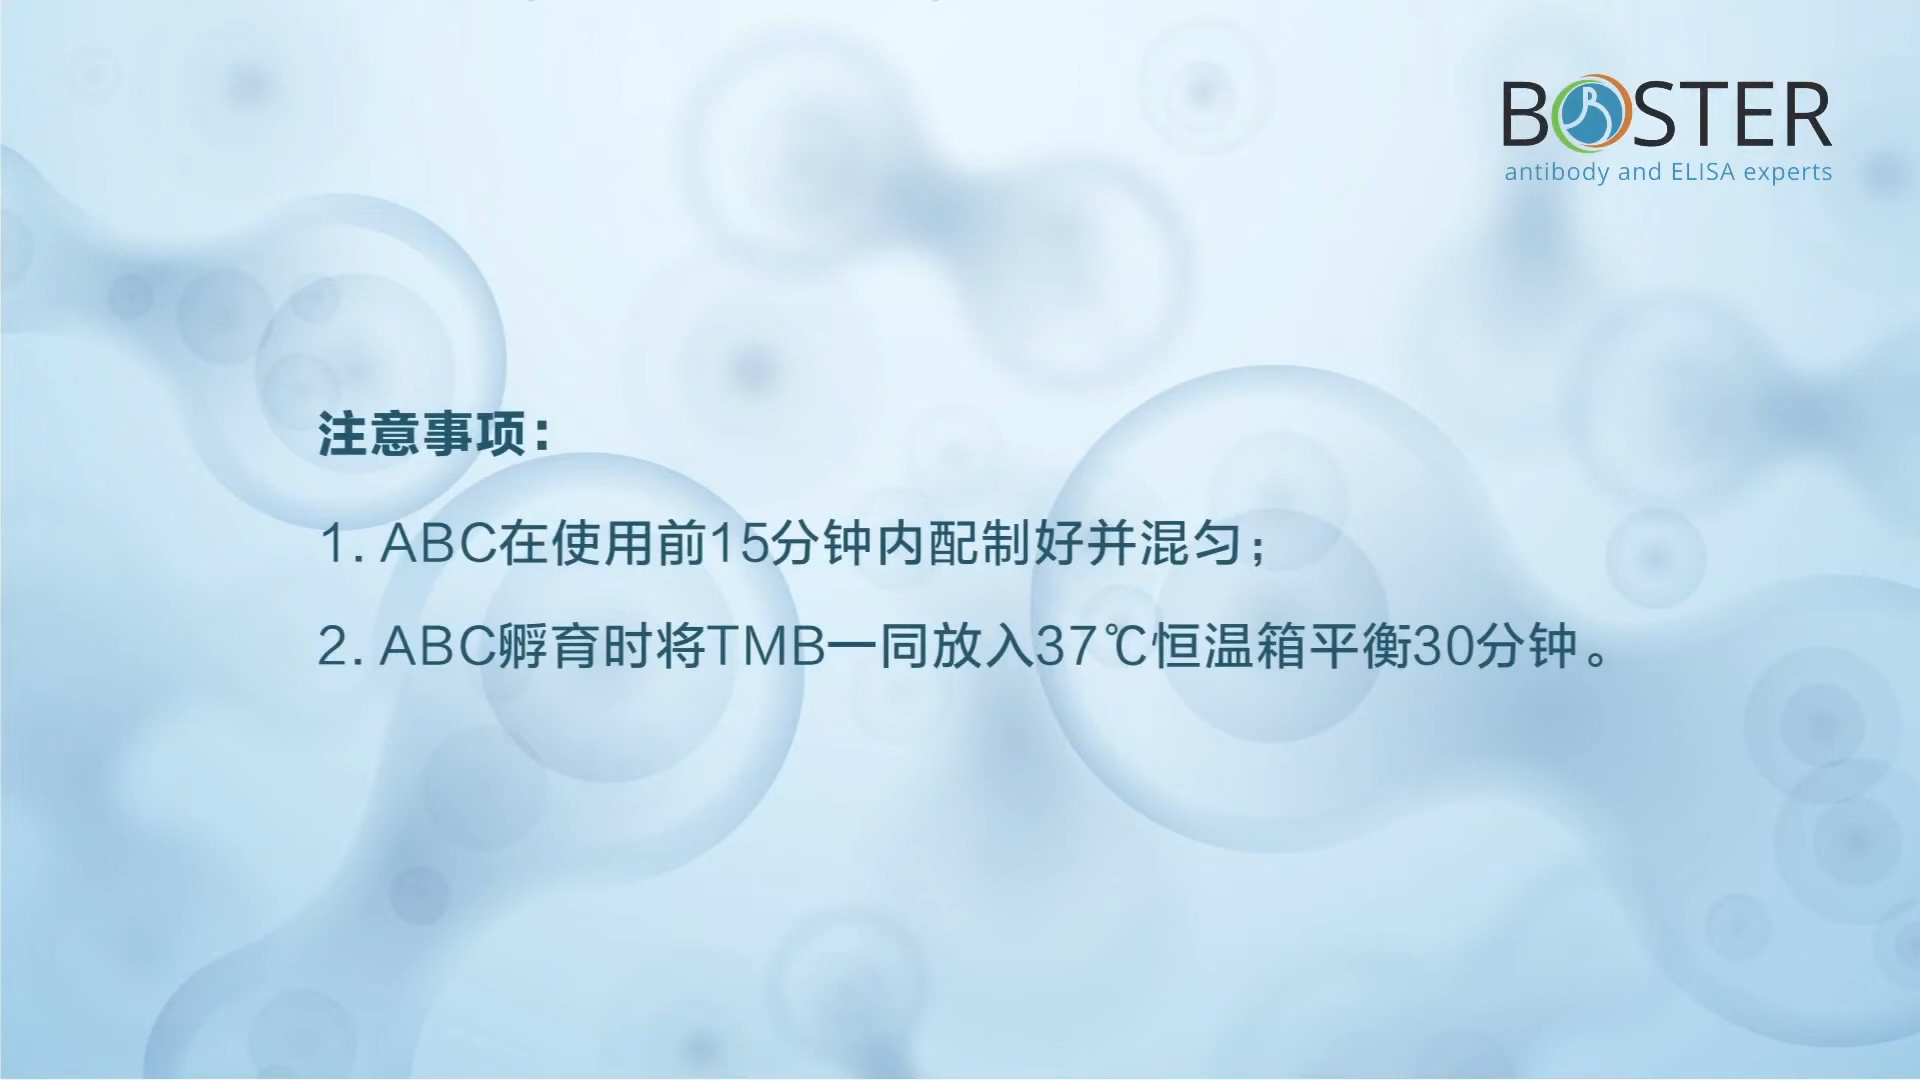 BOSTER
antibody and ELISA experts
注意事项：
1. ABC在使用前15分钟内配制好并混匀；
2. ABC孵育时将TMB一同放入37℃恒温箱平衡30分钟。